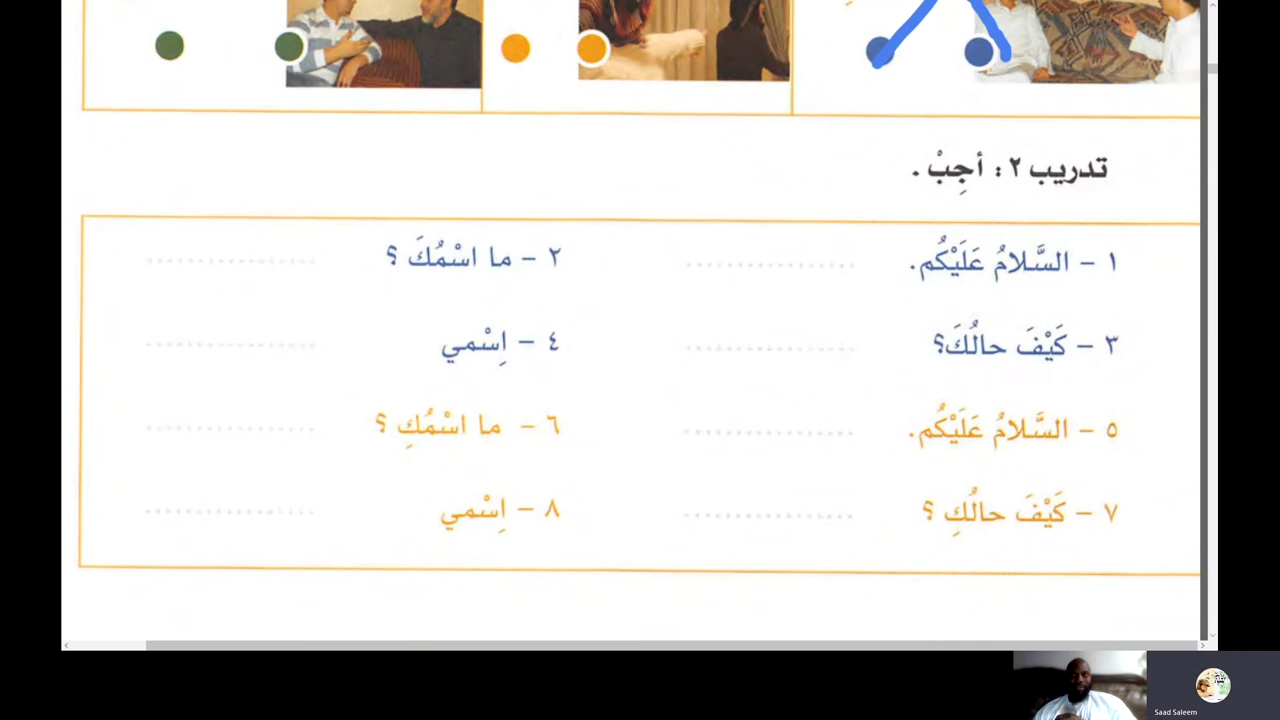 تدريب ٢ : أجِبْ .
١ – السَّلامُ عَلَيْكُم. ....................
٢ – ما اسْمُكَ ؟ ....................
٣ – كَيْفَ حالُكَ؟ ....................
٤ – اِسْمي ....................
٥ – السَّلامُ عَلَيْكُم. ....................
٦ – ما اسْمُكِ ؟ ....................
٧ – كَيْفَ حالُكِ ؟ ....................
٨ – اِسْمي ....................
Saad Saleem